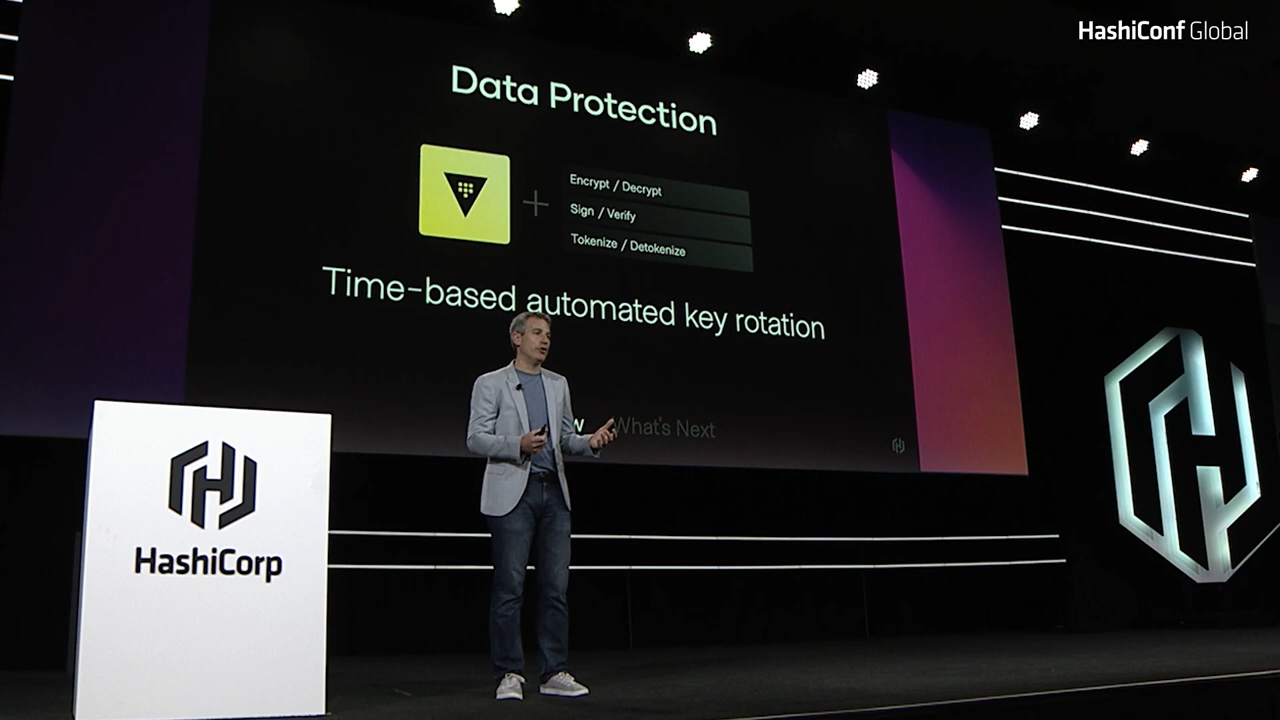 HashiConf Global
Data Protection
Encrypt / Decrypt
Sign / Verify
Tokenize / Detokenize
Time-based automated key rotation
What's Next
HashiCorp